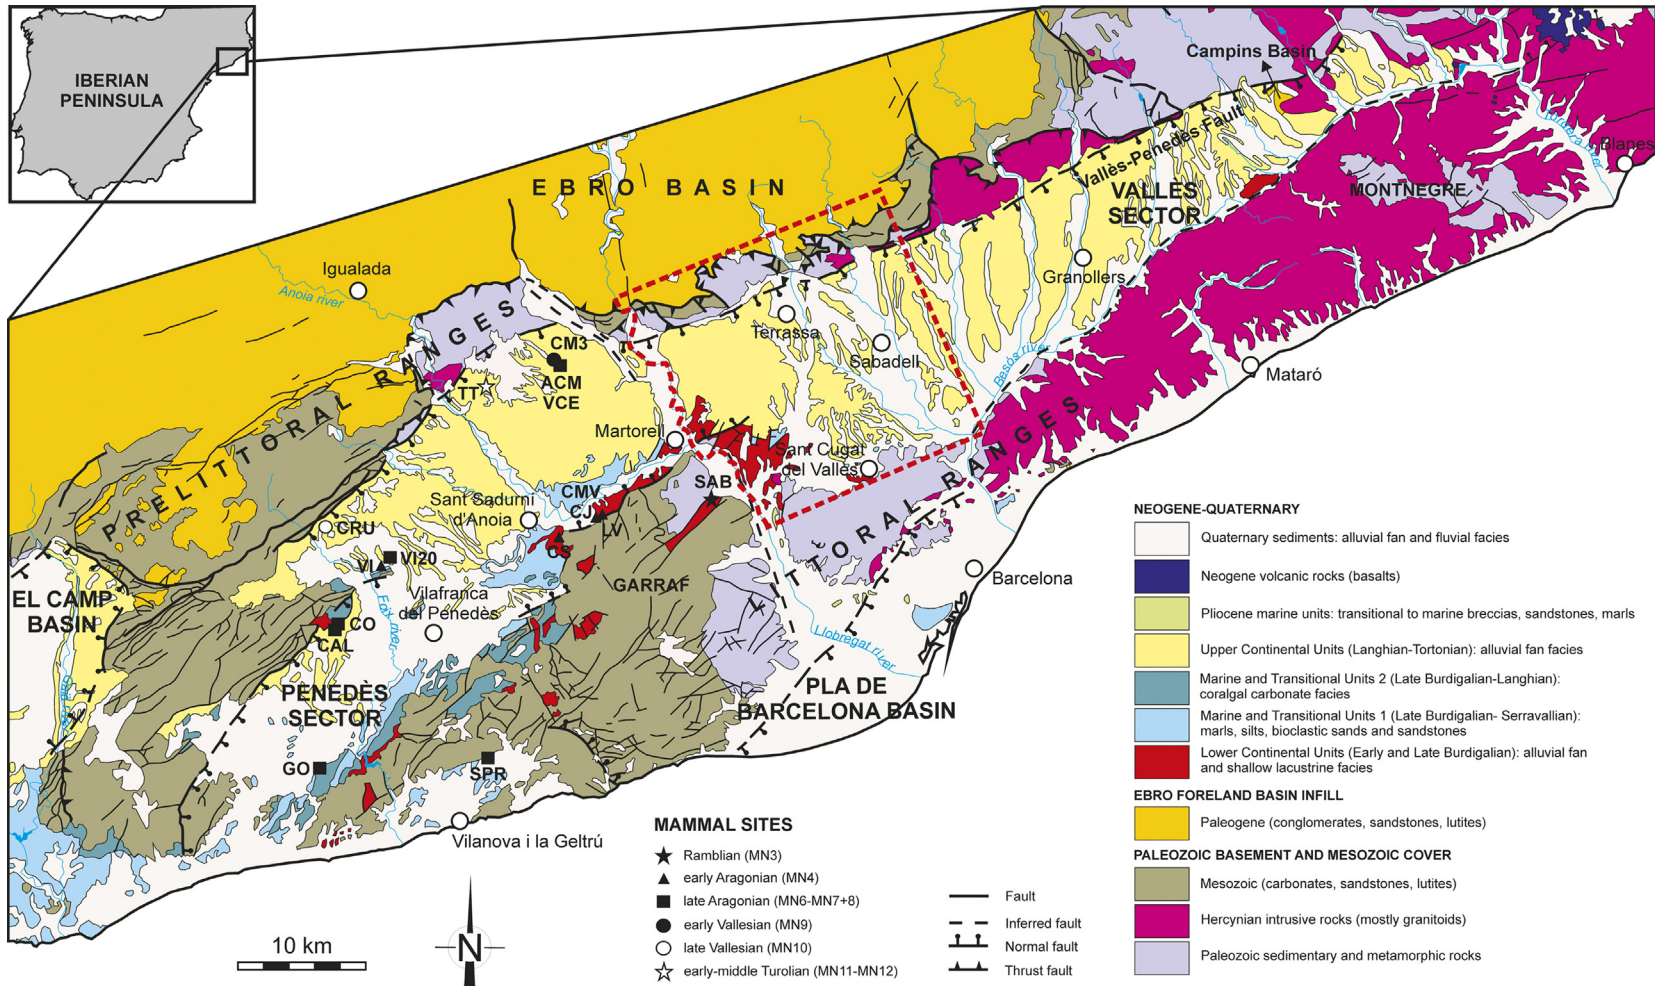 IBERIAN
PENINSULA
Campins Basin
Tordera river
Blanes
Vallès-Penedès Fault
EBRO BASIN
VALLÈS
SECTOR
MONTNEGRE
Igualada
Anoia river
Granollers
Terrassa
Sabadell
Besòs river
Mataró
PRELITTORAL RANGES
CM3
ACM
VCE
TT
Martorell
Sant Cugat
del Vallès
SAB
CMV
CJ
LV
CS
Sant Sadurní
d'Anoia
CRU
VI20
VI
Vilafranca
del Penedès
Foix river
CO
CAL
EL CAMP
BASIN
GARRAF
LITTORAL RANGES
Barcelona
Llobregat river
PENEDÈS
SECTOR
PLA DE
BARCELONA BASIN
GO
SPR
Vilanova i la Geltrú
10 km
N
MAMMAL SITES
Ramblian (MN3)
early Aragonian (MN4)
late Aragonian (MN6-MN7+8)
early Vallesian (MN9)
late Vallesian (MN10)
early-middle Turolian (MN11-MN12)
Fault
Inferred fault
Normal fault
Thrust fault
NEOGENE-QUATERNARY
Quaternary sediments: alluvial fan and fluvial facies
Neogene volcanic rocks (basalts)
Pliocene marine units: transitional to marine breccias, sandstones, marls
Upper Continental Units (Langhian-Tortonian): alluvial fan facies
Marine and Transitional Units 2 (Late Burdigalian-Langhian):
coralgal carbonate facies
Marine and Transitional Units 1 (Late Burdigalian- Serravallian):
marls, silts, bioclastic sands and sandstones
Lower Continental Units (Early and Late Burdigalian): alluvial fan
and shallow lacustrine facies
EBRO FORELAND BASIN INFILL
Paleogene (conglomerates, sandstones, lutites)
PALEOZOIC BASEMENT AND MESOZOIC COVER
Mesozoic (carbonates, sandstones, lutites)
Hercynian intrusive rocks (mostly granitoids)
Paleozoic sedimentary and metamorphic rocks